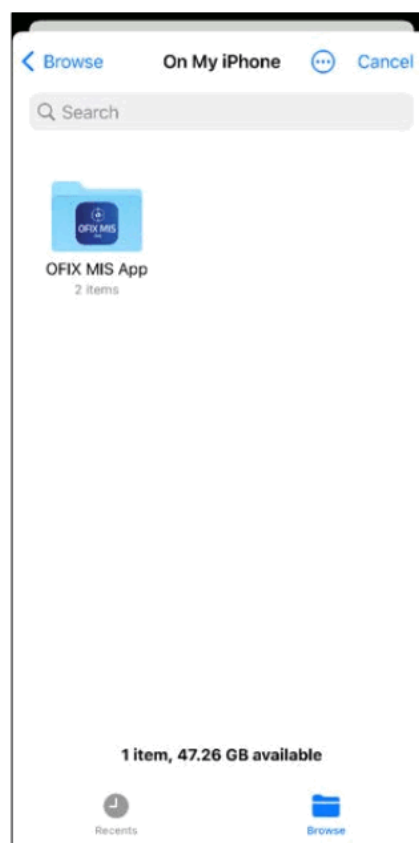 Browse
On My iPhone
Cancel
Search
OFIX MIS
OFIX MIS App
2 items
1 item, 47.26 GB available
Recents
Browse